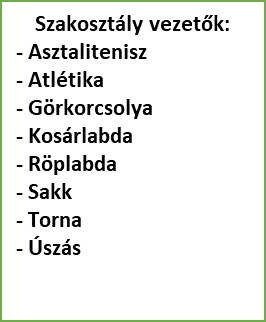 Szakosztály vezetők:
- Asztalitenisz
- Atlétika
- Görkorcsolya
- Kosárlabda
- Röplabda
- Sakk
- Torna
- Úszás